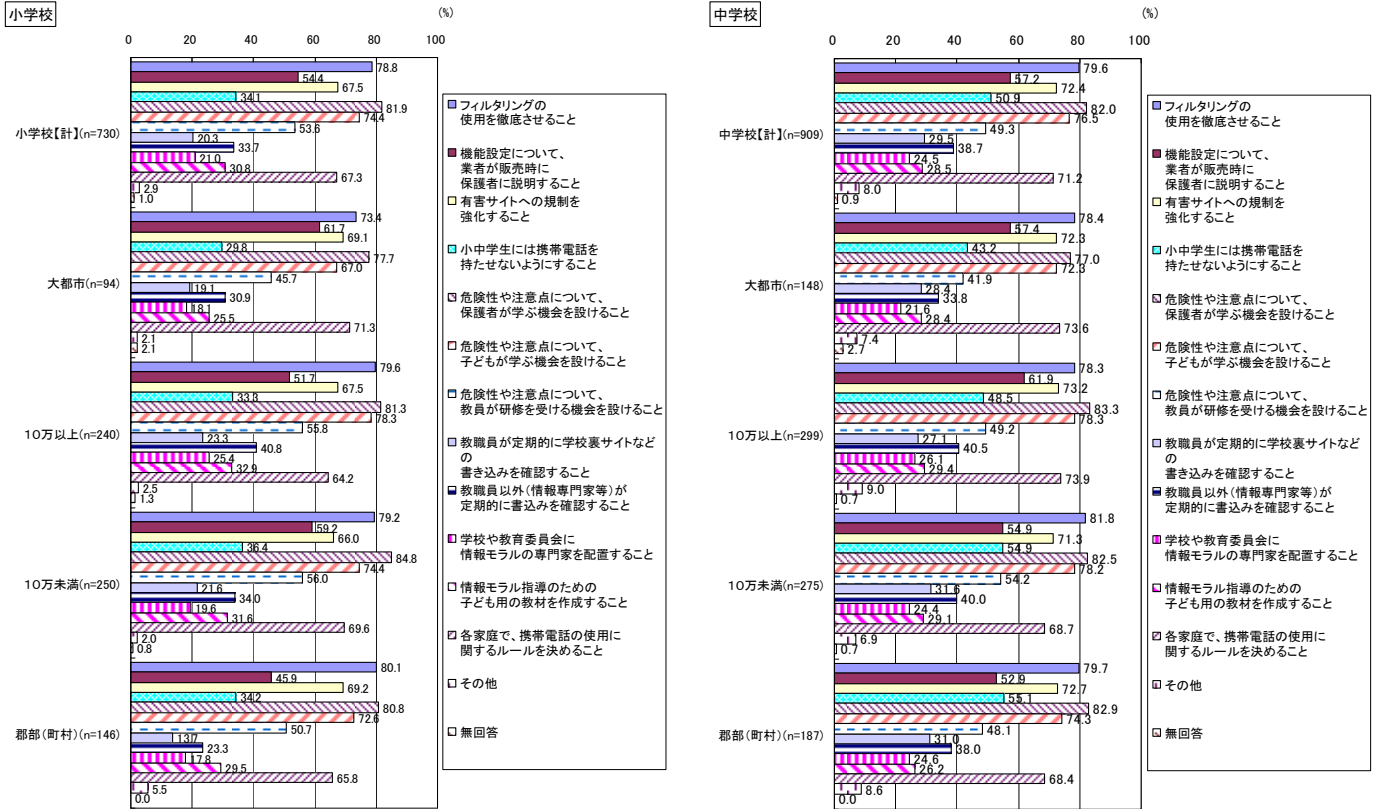 小学校
(%)
0 20 40 60 80 100
小学校【計】(n=730)
78.8
54.4
67.5
34.1
81.9
74.4
53.6
20.3
33.7
21.0
30.8
67.3
2.9
1.0
大都市(n=94)
73.4
61.7
69.1
29.8
77.7
67.0
45.7
19.1
30.9
18.1
25.5
71.3
2.1
2.1
10万以上(n=240)
79.6
51.7
67.5
33.3
81.3
78.3
55.8
23.3
40.8
25.4
32.9
64.2
2.5
1.3
10万未満(n=250)
79.2
59.2
66.0
36.4
84.8
74.4
56.0
21.6
34.0
19.6
31.6
69.6
2.0
0.8
郡部(町村)(n=146)
80.1
45.9
69.2
34.2
80.8
72.6
50.7
13.7
23.3
17.8
29.5
65.8
5.5
0.0
フィルタリングの
使用を徹底させること
機能設定について、
業者が販売時に
保護者に説明すること
有害サイトへの規制を
強化すること
小中学生には携帯電話を
持たせないようにすること
危険性や注意点について、
保護者が学ぶ機会を設けること
危険性や注意点について、
子どもが学ぶ機会を設けること
危険性や注意点について、
教員が研修を受ける機会を設けること
教職員が定期的に学校裏サイトなど
の
書き込みを確認すること
教職員以外(情報専門家等)が
定期的に書込みを確認すること
学校や教育委員会に
情報モラルの専門家を配置すること
情報モラル指導のための
子ども用の教材を作成すること
各家庭で、携帯電話の使用に
関するルールを決めること
その他
無回答
中学校
(%)
0 20 40 60 80 100
中学校【計】(n=909)
79.6
57.2
72.4
50.9
82.0
76.5
49.3
29.5
38.7
24.5
28.5
71.2
8.0
0.9
大都市(n=148)
78.4
57.4
72.3
43.2
77.0
72.3
41.9
28.4
33.8
21.6
28.4
73.6
7.4
2.7
10万以上(n=299)
78.3
61.9
73.2
48.5
83.3
78.3
49.2
27.1
40.5
26.1
29.4
73.9
9.0
0.7
10万未満(n=275)
81.8
54.9
71.3
54.9
82.5
78.2
54.2
31.6
40.0
24.4
29.1
68.7
6.9
0.7
郡部(町村)(n=187)
79.7
52.9
72.7
55.1
82.9
74.3
48.1
31.0
38.0
24.6
26.2
68.4
8.6
0.0
フィルタリングの
使用を徹底させること
機能設定について、
業者が販売時に
保護者に説明すること
有害サイトへの規制を
強化すること
小中学生には携帯電話を
持たせないようにすること
危険性や注意点について、
保護者が学ぶ機会を設けること
危険性や注意点について、
子どもが学ぶ機会を設けること
危険性や注意点について、
教員が研修を受ける機会を設けること
教職員が定期的に学校裏サイトなど
の
書き込みを確認すること
教職員以外(情報専門家等)が
定期的に書込みを確認すること
学校や教育委員会に
情報モラルの専門家を配置すること
情報モラル指導のための
子ども用の教材を作成すること
各家庭で、携帯電話の使用に
関するルールを決めること
その他
無回答